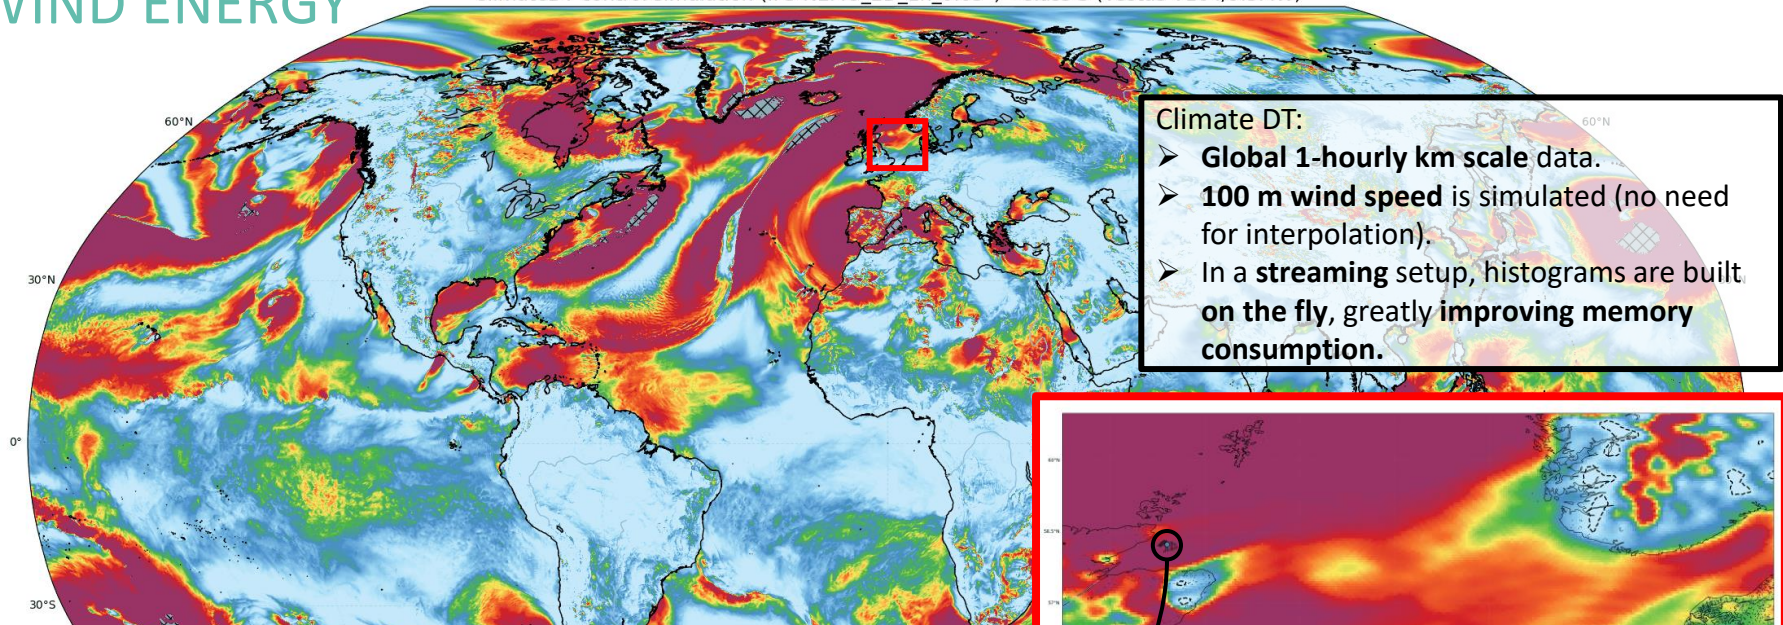 WIND ENERGY
60°N
60°N
Climate DT:
➢ Global 1-hourly km scale data.
➢ 100 m wind speed is simulated (no need
for interpolation).
➢ In a streaming setup, histograms are built
on the fly, greatly improving memory
consumption.
30°N
0°
30°S